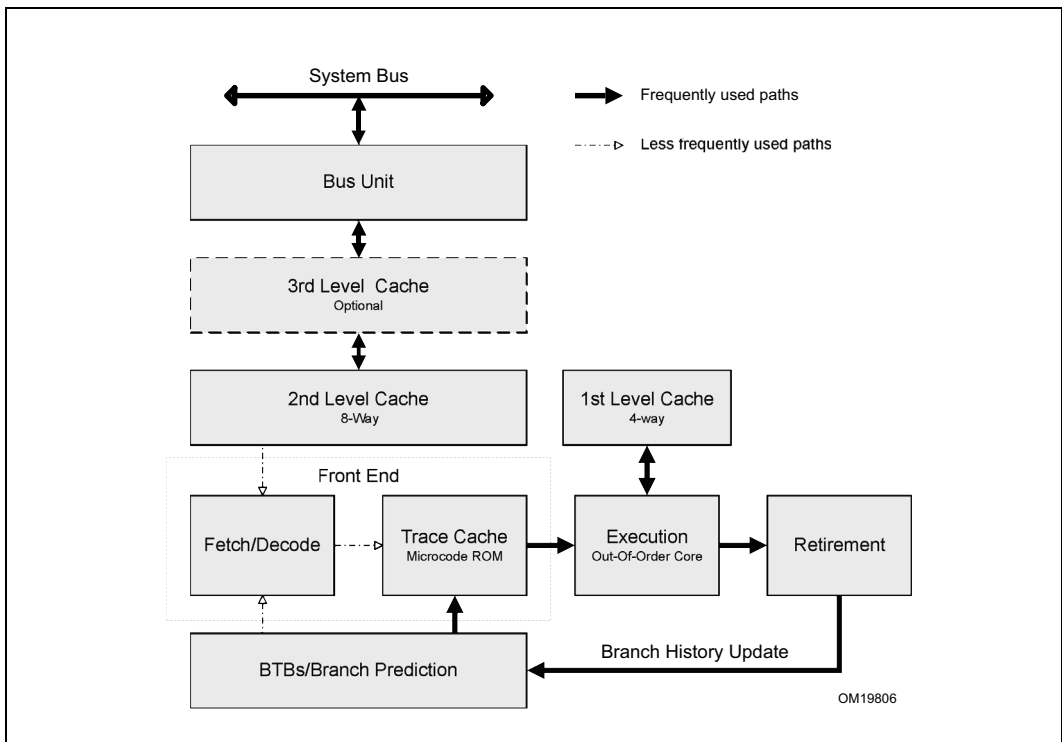 System Bus
Frequently used paths
Less frequently used paths
Bus Unit
3rd Level Cache
Optional
2nd Level Cache
8-Way
1st Level Cache
4-way
Front End
Fetch/Decode
Trace Cache
Microcode ROM
Execution
Out-Of-Order Core
Retirement
BTBs/Branch Prediction
Branch History Update
OM19806